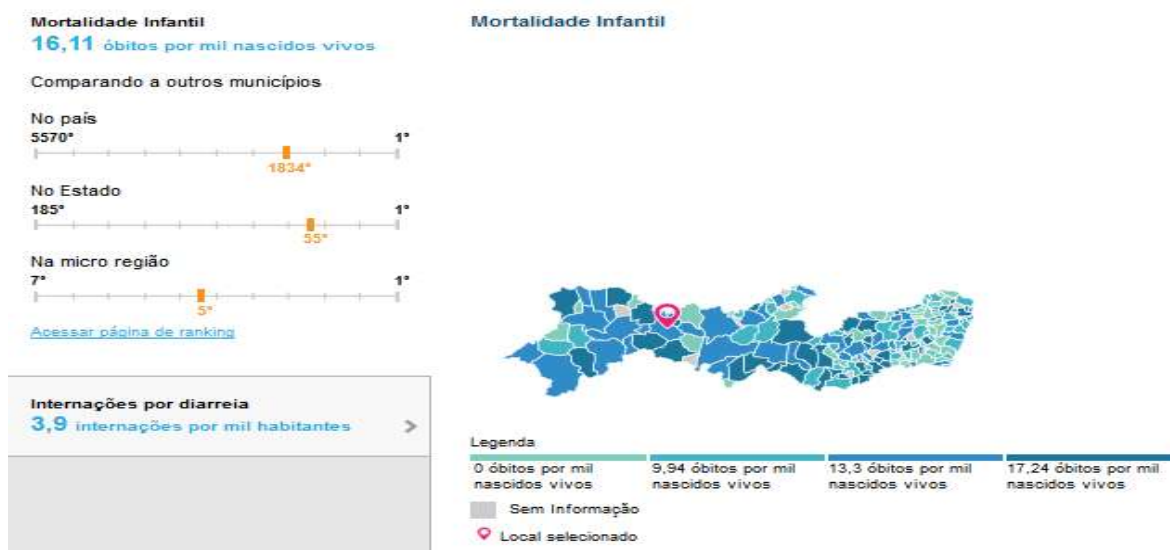 Mortalidade Infantil
16,11 óbitos por mil nascidos vivos
Comparando a outros municípios
No país
5570° 1°
1834°
No Estado
185° 1°
55°
Na micro região
7° 1°
5°
Acessar página de ranking
Internações por diarreia
3,9 internações por mil habitantes
Mortalidade Infantil
Legenda
0 óbitos por mil
nascidos vivos
9,94 óbitos por mil
nascidos vivos
13,3 óbitos por mil
nascidos vivos
17,24 óbitos por mil
nascidos vivos
Sem Informação
Local selecionado